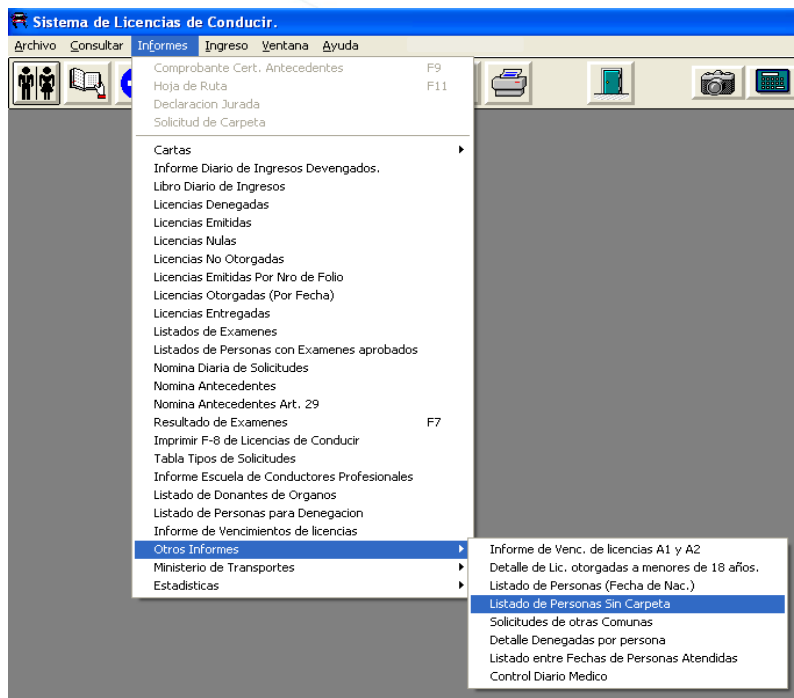 Sistema de Licencias de Conducir.
Archivo Consultar Informes Ingreso Ventana Ayuda
Comprobante Cert. Antecedentes F9
Hoja de Ruta F11
Declaracion Jurada
Solicitud de Carpeta
Cartas
Informe Diario de Ingresos Devengados.
Libro Diario de Ingresos
Licencias Denegadas
Licencias Emitidas
Licencias Nulas
Licencias No Otorgadas
Licencias Emitidas Por Nro de Folio
Licencias Otorgadas (Por Fecha)
Licencias Entregadas
Listados de Examenes
Listados de Personas con Examenes aprobados
Nomina Diaria de Solicitudes
Nomina Antecedentes
Nomina Antecedentes Art. 29
Resultado de Examenes F7
Imprimir F-8 de Licencias de Conducir
Tabla Tipos de Solicitudes
Informe Escuela de Conductores Profesionales
Listado de Donantes de Organos
Listado de Personas para Denegacion
Informe de Vencimientos de licencias
Otros Informes
Ministerio de Transportes
Estadisticas
Informe de Venc. de licencias A1 y A2
Detalle de Lic. otorgadas a menores de 18 años.
Listado de Personas (Fecha de Nac.)
Listado de Personas Sin Carpeta
Solicitudes de otras Comunas
Detalle Denegadas por persona
Listado entre Fechas de Personas Atendidas
Control Diario Medico